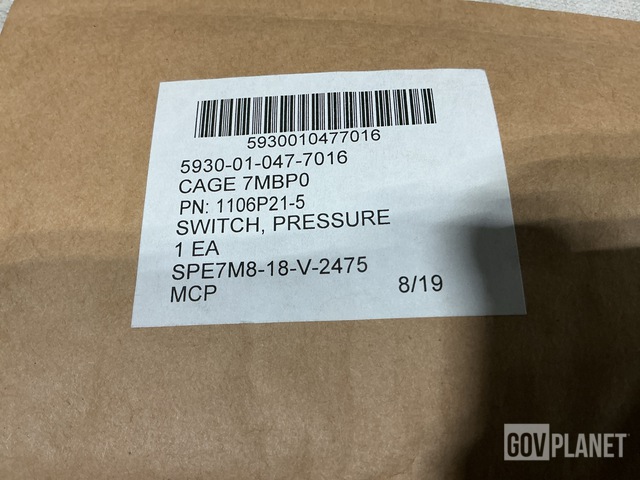 5930010477016
5930-01-047-7016
CAGE 7MBP0
PN: 1106P21-5
SWITCH, PRESSURE
1 EA
SPE7M8-18-V-2475
MCP 8/19
GOVPLANET